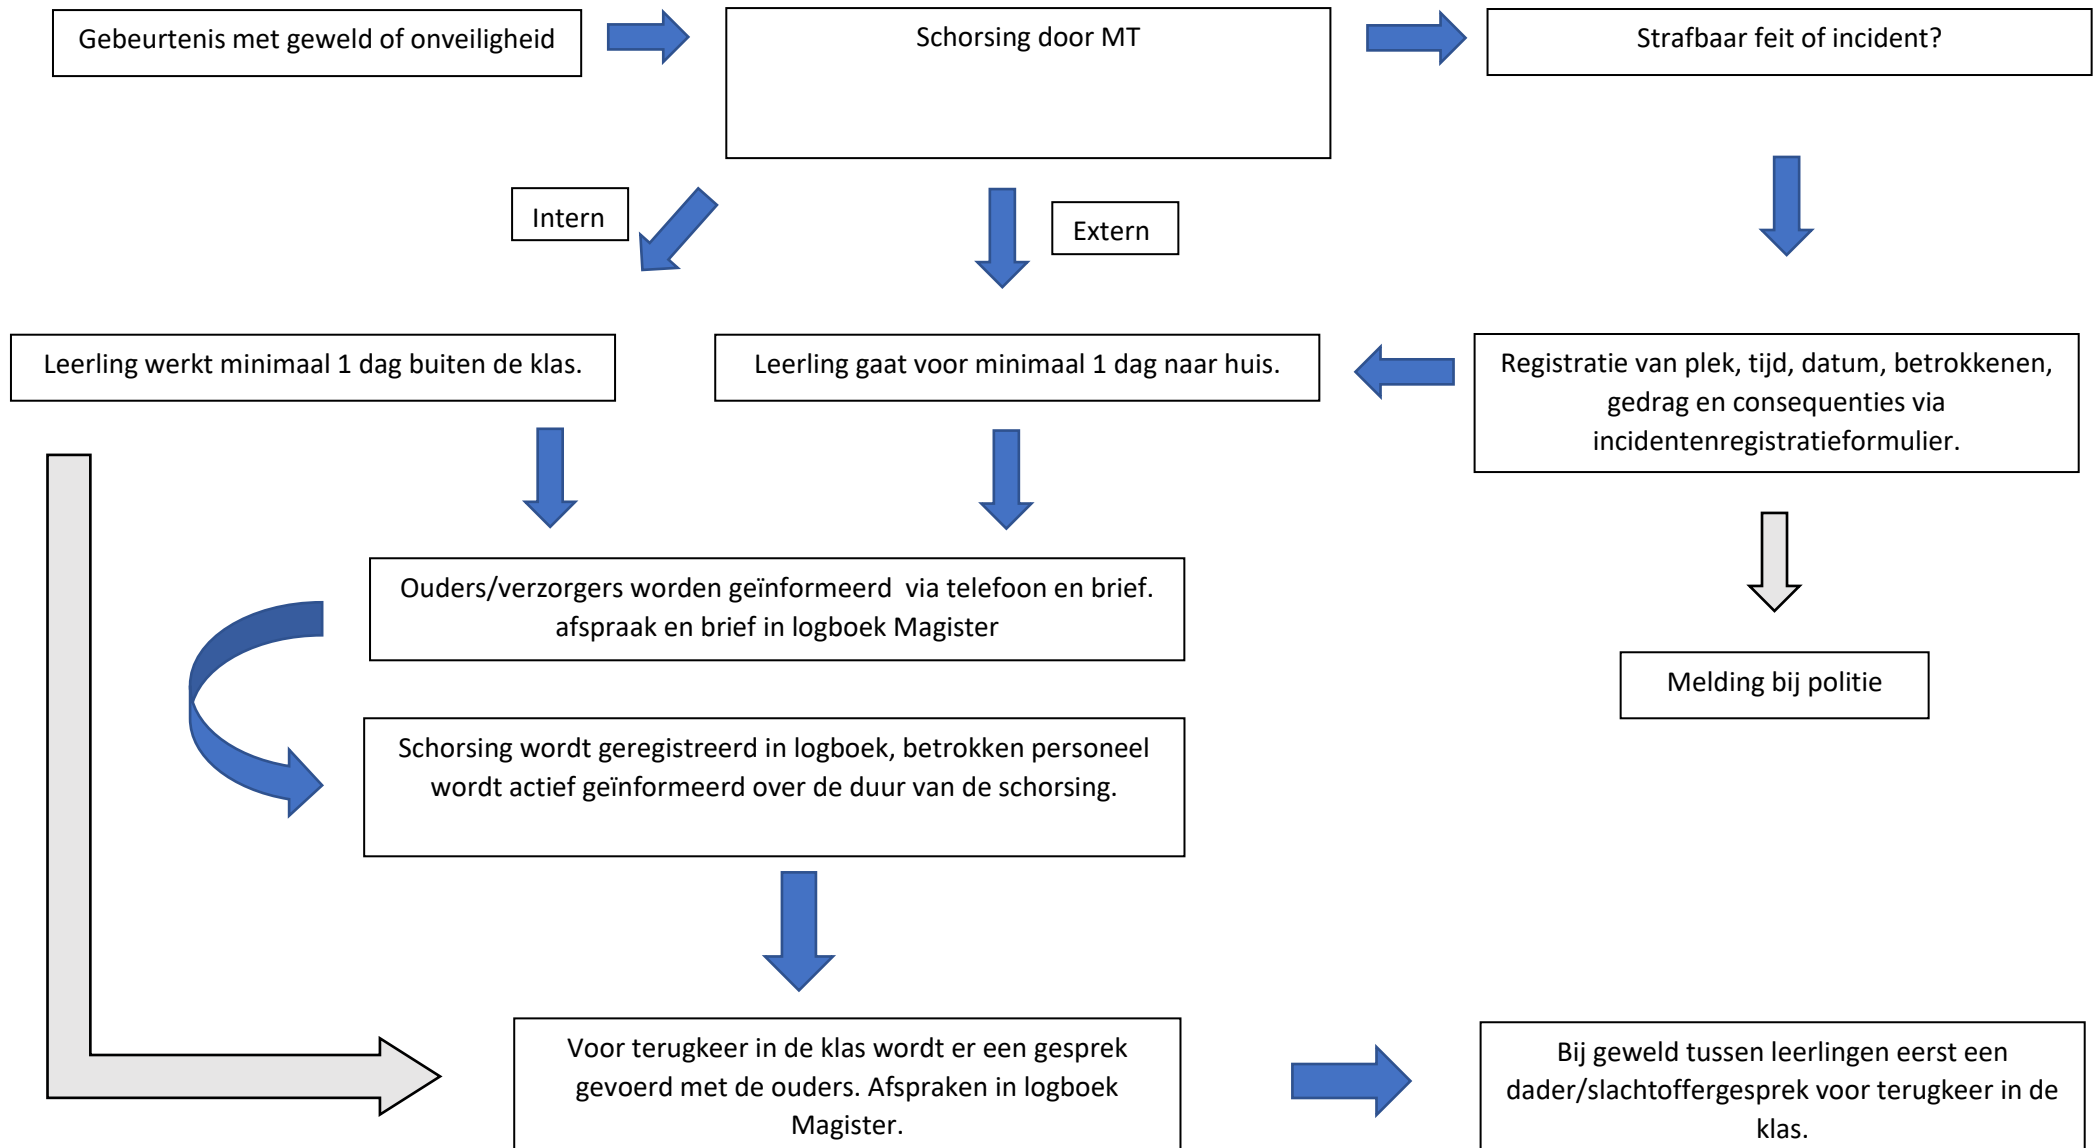 Gebeurtenis met geweld of onveiligheid
Schorsing door MT
Strafbaar feit of incident?
Intern
Extern
Leerling werkt minimaal 1 dag buiten de klas.
Leerling gaat voor minimaal 1 dag naar huis.
Registratie van plek, tijd, datum, betrokkenen,
gedrag en consequenties via
incidentenregistratieformulier.
Ouders/verzorgers worden geïnformeerd  via telefoon en brief.
afspraak en brief in logboek Magister
Melding bij politie
Schorsing wordt geregistreerd in logboek, betrokken personeel
wordt actief geïnformeerd over de duur van de schorsing.
Voor terugkeer in de klas wordt er een gesprek
gevoerd met de ouders. Afspraken in logboek
Magister.
Bij geweld tussen leerlingen eerst een
dader/slachtoffergesprek voor terugkeer in de
klas.